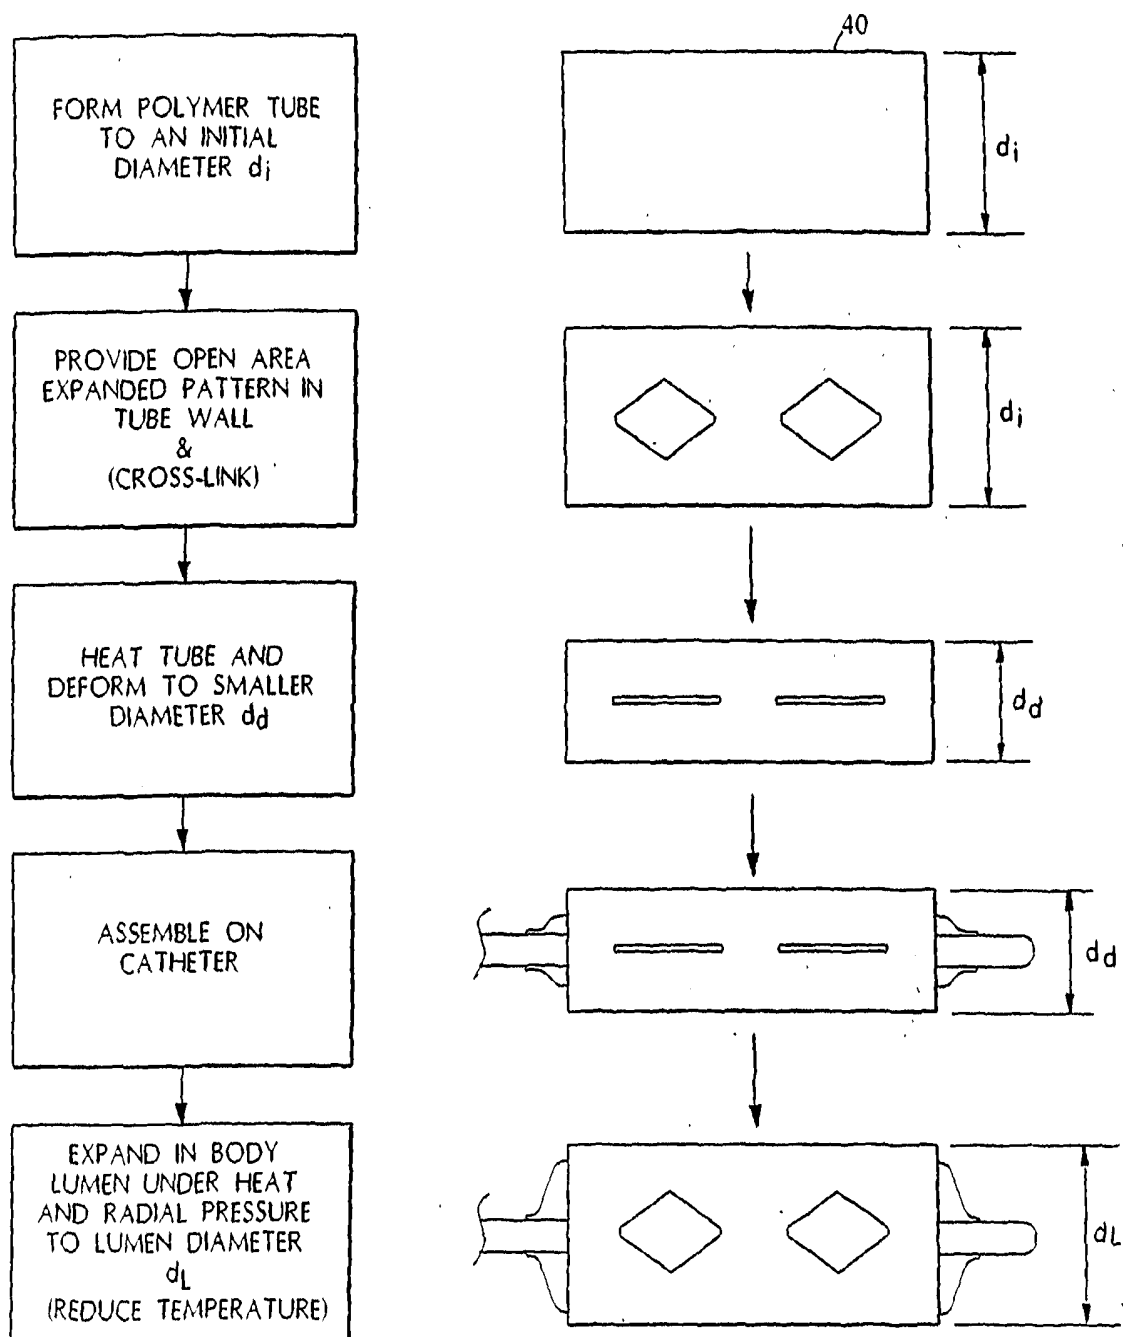 FORM POLYMER TUBE
TO AN INITIAL
DIAMETER di
PROVIDE OPEN AREA
EXPANDED PATTERN IN
TUBE WALL
&
(CROSS-LINK)
HEAT TUBE AND
DEFORM TO SMALLER
DIAMETER dd
ASSEMBLE ON
CATHETER
EXPAND IN BODY
LUMEN UNDER HEAT
AND RADIAL PRESSURE
TO LUMEN DIAMETER
dL
(REDUCE TEMPERATURE)
40
di
di
dd
dd
dL